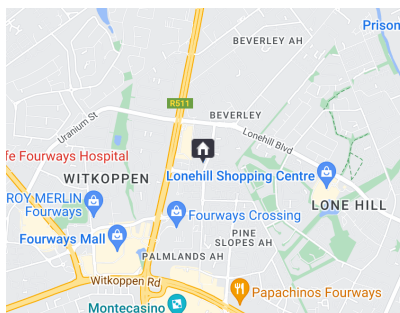 BEVERLEY AH
Prison
R511
BEVERLEY
Uranium St
Lonehill Blvd
fe Fourways Hospital
WITKOPPEN
Lonehill Shopping Centre
ROY MERLIN
Fourways
LONE HILL
Fourways Crossing
Fourways Mall
PINE
SLOPES AH
PALMLANDS AH
Witkoppen Rd
Papachinos Fourways
Montecasino